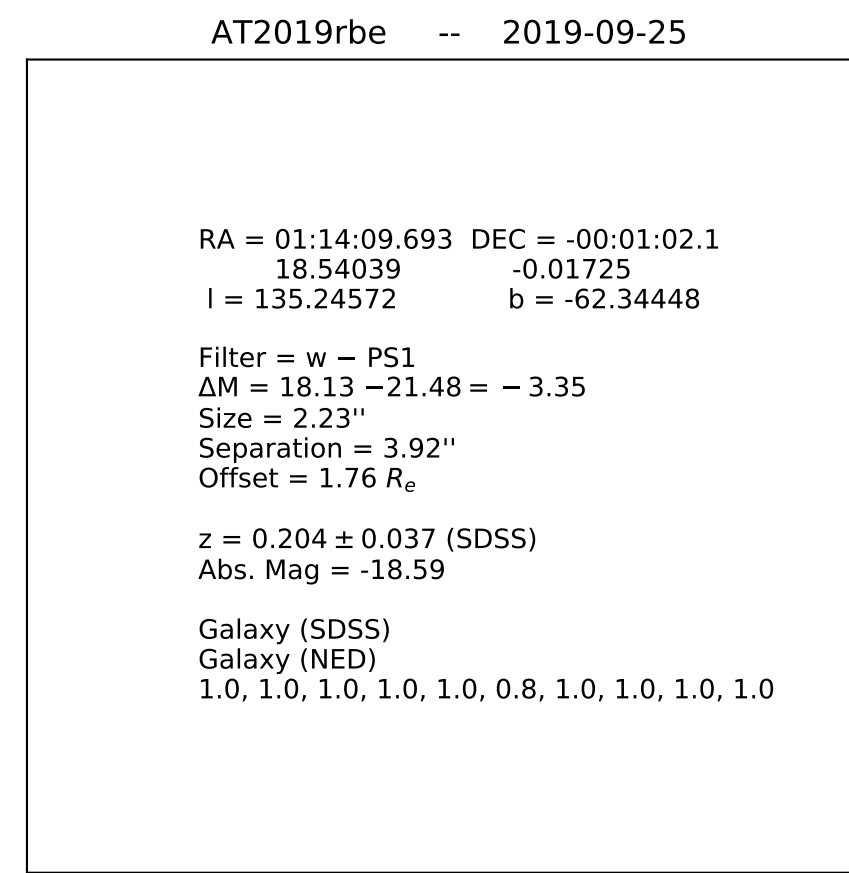 AT2019rbe -- 2019-09-25
RA = 01:14:09.693 DEC = -00:01:02.1
18.54039 -0.01725
l = 135.24572 b = -62.34448
Filter = w − PS1
ΔM = 18.13 −21.48 = − 3.35
Size = 2.23''
Separation = 3.92''
Offset = 1.76 Re
z = 0.204 ± 0.037 (SDSS)
Abs. Mag = -18.59
Galaxy (SDSS)
Galaxy (NED)
1.0, 1.0, 1.0, 1.0, 1.0, 0.8, 1.0, 1.0, 1.0, 1.0